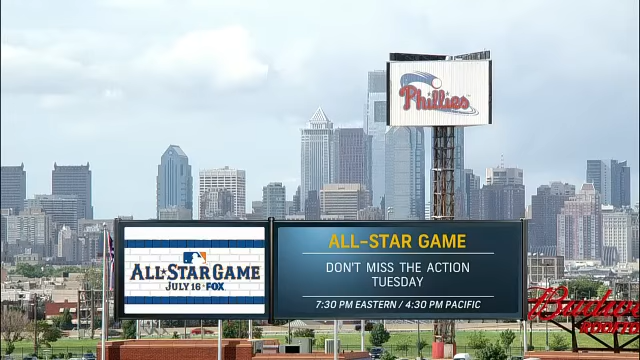 Phillies
ALL-STAR GAME
JULY 16 FOX
ALL-STAR GAME
DON'T MISS THE ACTION
TUESDAY
7:30 PM EASTERN / 4:30 PM PACIFIC